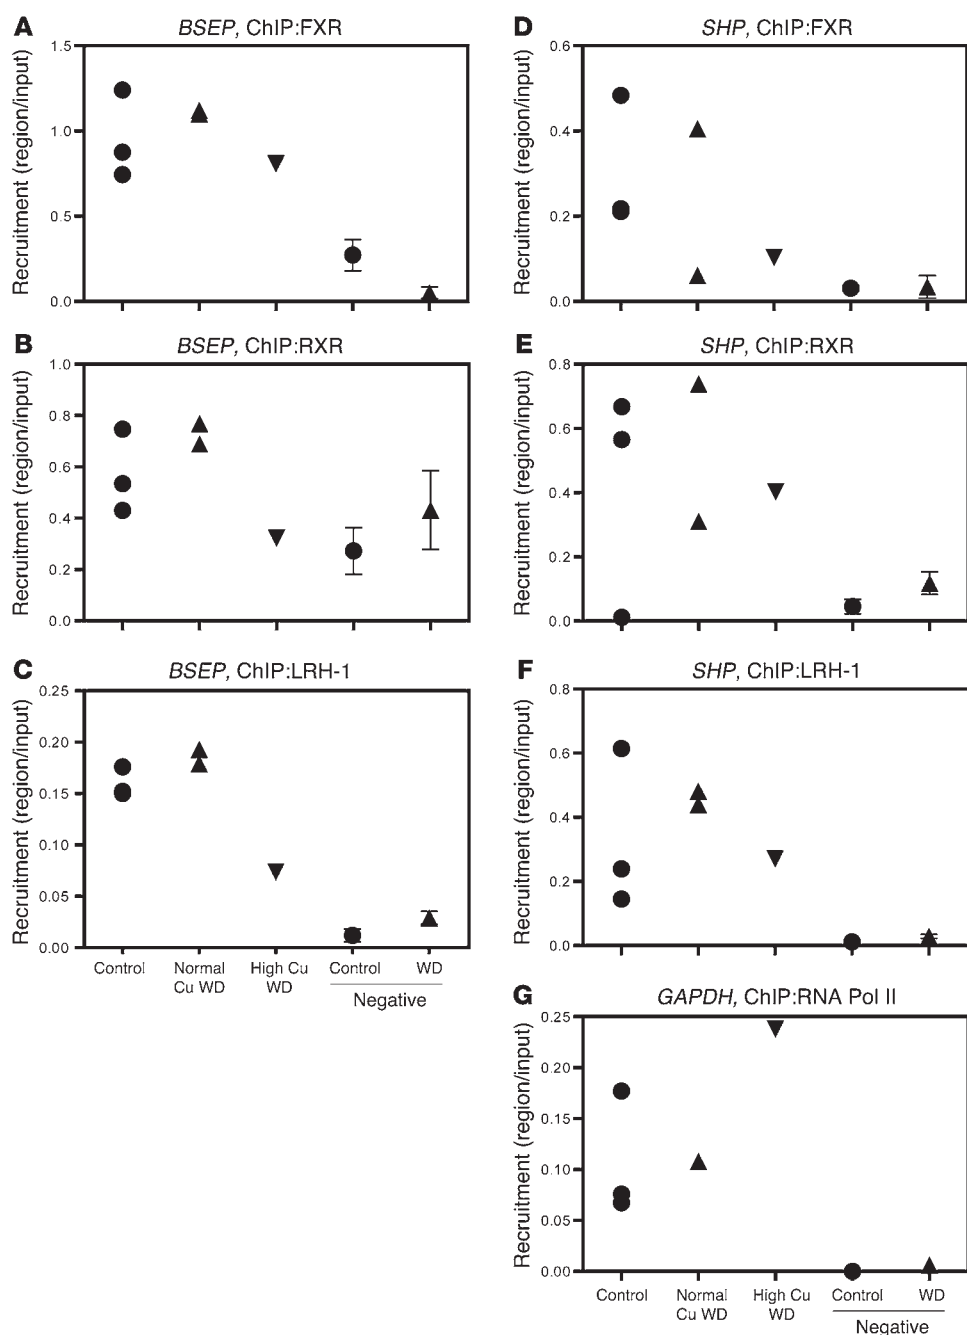 A
BSEP, ChIP:FXR
Recruitment (region/input)
1.5
1.0
0.5
0.0
B
BSEP, ChIP:RXR
Recruitment (region/input)
1.0
0.8
0.6
0.4
0.2
0.0
C
BSEP, ChIP:LRH-1
Recruitment (region/input)
0.25
0.20
0.15
0.10
0.05
0.00
Control
Normal
Cu WD
High Cu
WD
Control
WD
Negative
D
SHP, ChIP:FXR
Recruitment (region/input)
0.6
0.4
0.2
0.0
E
SHP, ChIP:RXR
Recruitment (region/input)
0.8
0.6
0.4
0.2
0.0
F
SHP, ChIP:LRH-1
Recruitment (region/input)
0.8
0.6
0.4
0.2
0.0
G
GAPDH, ChIP:RNA Pol II
Recruitment (region/input)
0.25
0.20
0.15
0.10
0.05
0.00
Control
Normal
Cu WD
High Cu
WD
Control
WD
Negative